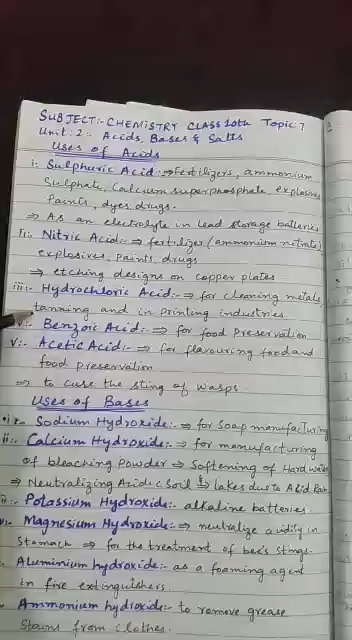 SUBJECT:- CHEMISTRY CLASS 10th Topic 7
Unit: 2:- Acids, Bases & Salts
Uses of Acids
i:- Sulphuric Acid:- ⇒ Fertilizers, ammonium
Sulphate, Calcium superphosphate, explosives
Paints, dyes, drugs.
⇒ As an electrolyte in lead storage batteries
ii:- Nitric Acid:- ⇒ fertilizer (ammonium nitrate)
explosives, paints, drugs
⇒ etching designs on copper plates
iii:- Hydrochloric Acid:- ⇒ for cleaning metals,
tanning and in printing industries
Benzoic Acid:- ⇒ for food preservation
v:- Acetic Acid:- ⇒ for flavouring food and
food preservation
⇒ to cure the sting of wasps.
Uses of Bases
i:- Sodium Hydroxide:- ⇒ for soap manufacturing
ii:- Calcium Hydroxide:- ⇒ for manufacturing
of bleaching powder ⇒ Softening of Hard water
⇒ Neutralizing Acidic Soil & lakes due to Acid Rain
Potassium Hydroxide:- alkaline batteries
Magnesium Hydroxide:- ⇒ neutralize acidity in
Stomach ⇒ for the treatment of bee's stings.
Aluminium hydroxide:- as a foaming agent
in fire extinguishers.
Ammonium hydroxide:- to remove grease
Stains from clothes.